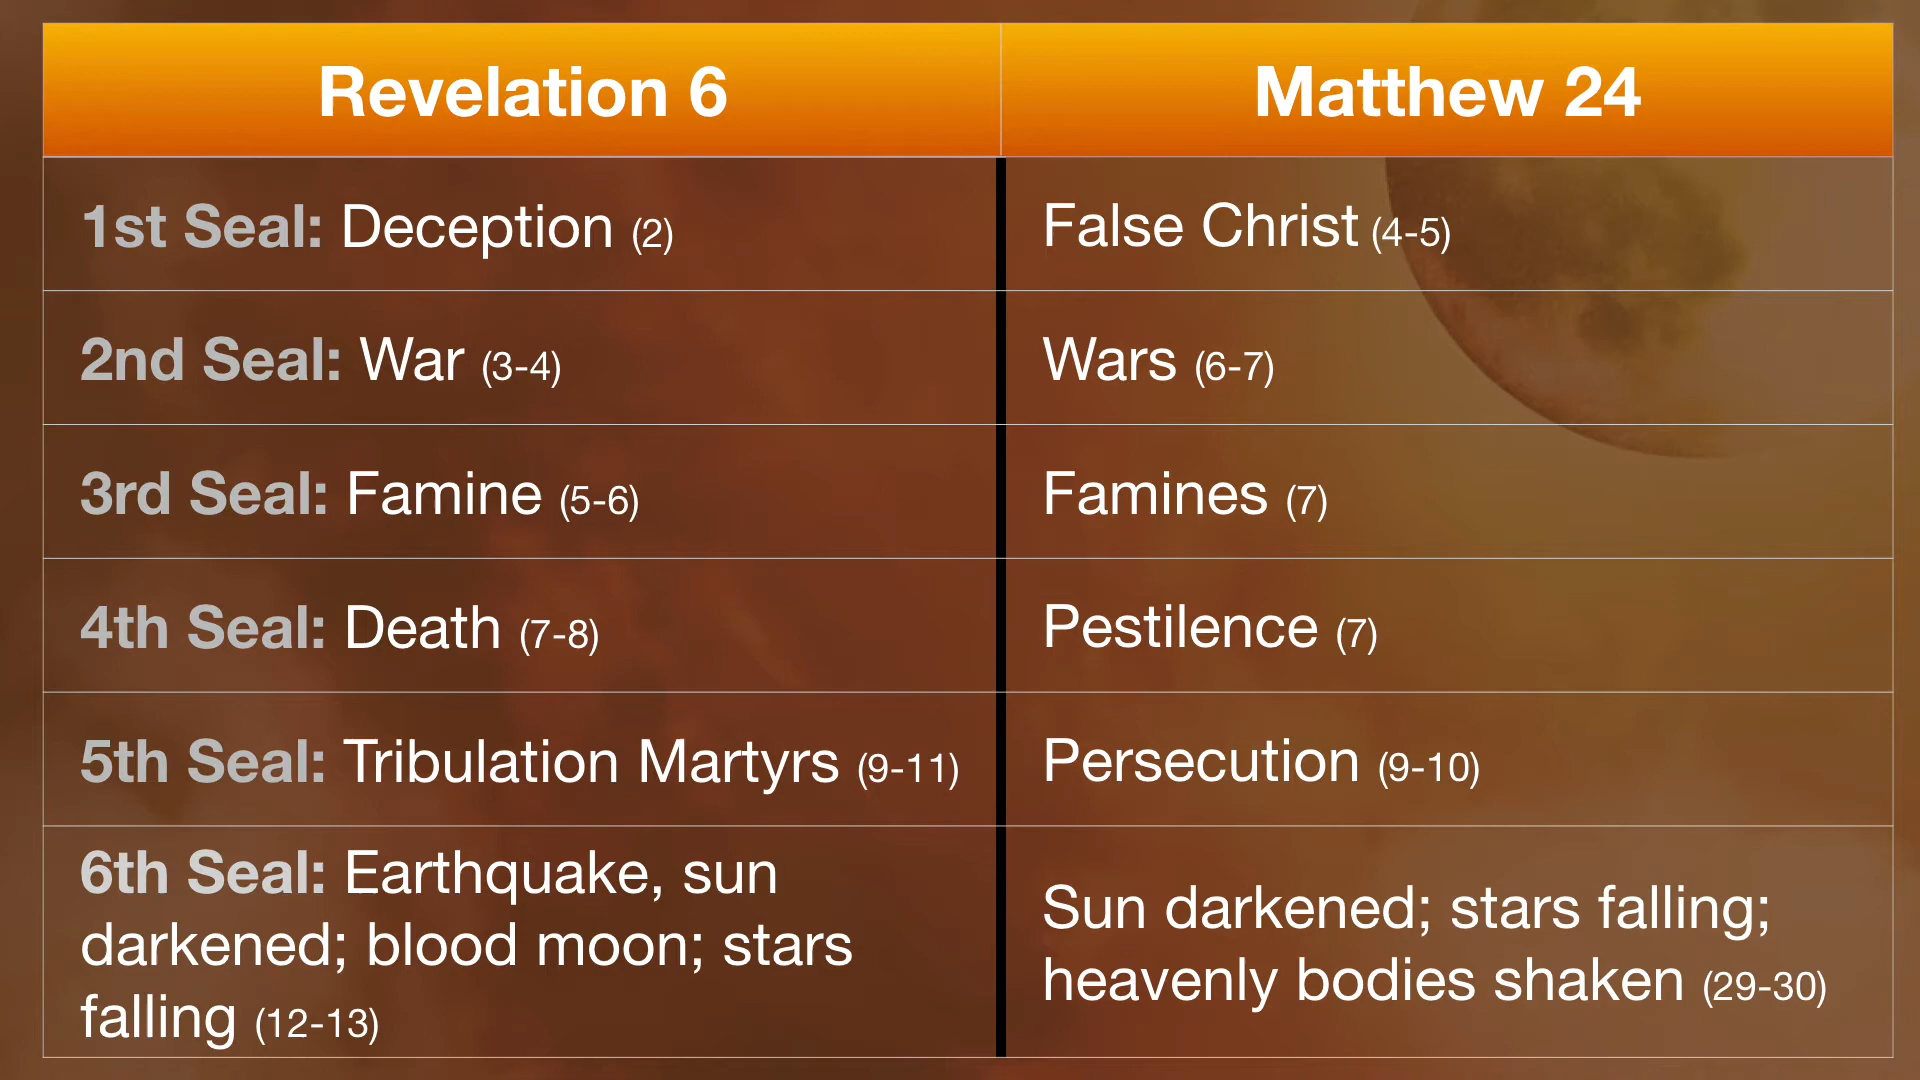 Revelation 6
Matthew 24
1st Seal: Deception (2)
False Christ (4-5)
2nd Seal: War (3-4)
Wars (6-7)
3rd Seal: Famine (5-6)
Famines (7)
4th Seal: Death (7-8)
Pestilence (7)
5th Seal: Tribulation Martyrs (9-11)
Persecution (9-10)
6th Seal: Earthquake, sun
darkened; blood moon; stars
falling (12-13)
Sun darkened; stars falling;
heavenly bodies shaken (29-30)